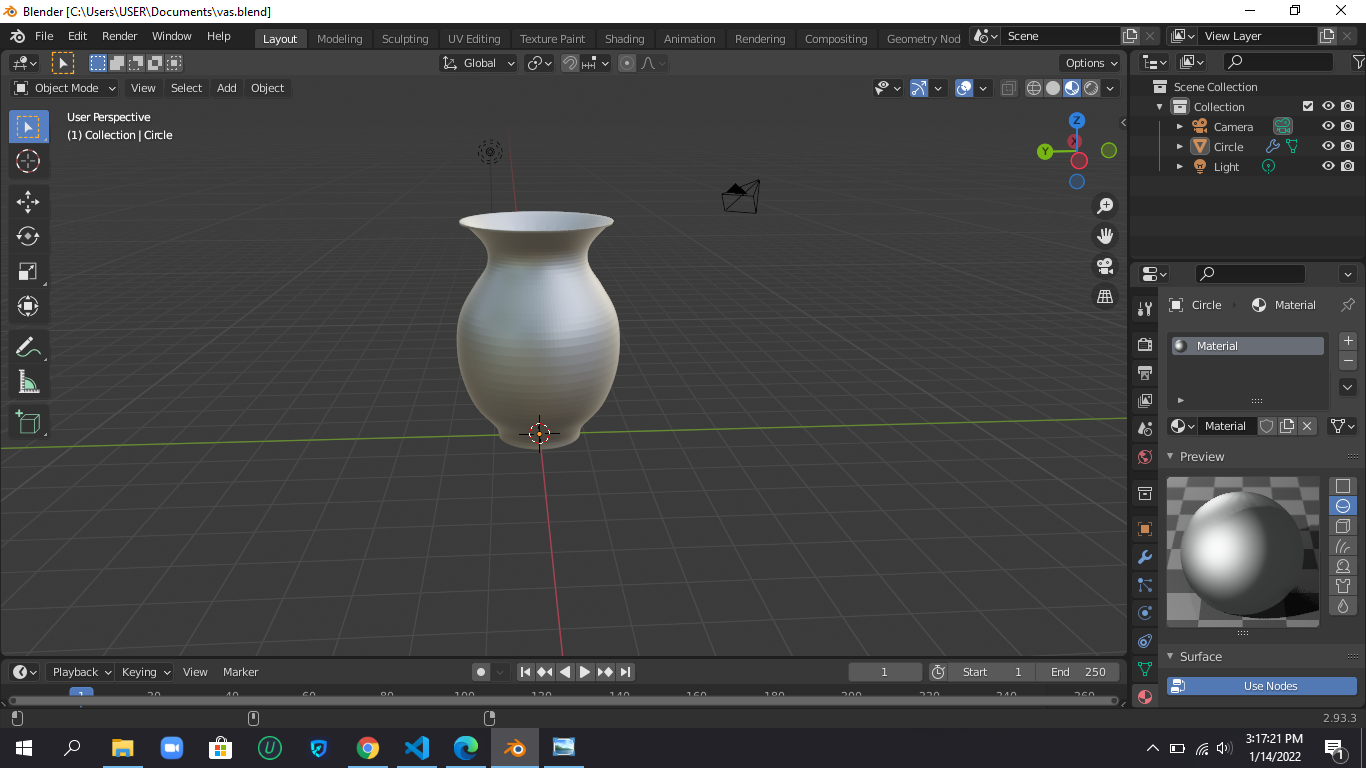 Blender [C:\Users\USER\Documents\vas.blend]
File Edit Render Window Help Layout Modeling Sculpting UV Editing Texture Paint Shading Animation Rendering Compositing Geometry Nod Scene View Layer
Global Options
Object Mode View Select Add Object
User Perspective
(1) Collection | Circle
Z
X
Y
Scene Collection
Collection
Camera
Circle
Light
Circle Material
Material
Material
Preview
Surface
Use Nodes
Playback Keying View Marker 1 Start 1 End 250
1 20 40 60 80 100 120 140 160 180 200 220 240 260
2.93.3
3:17:21 PM
1/14/2022
1